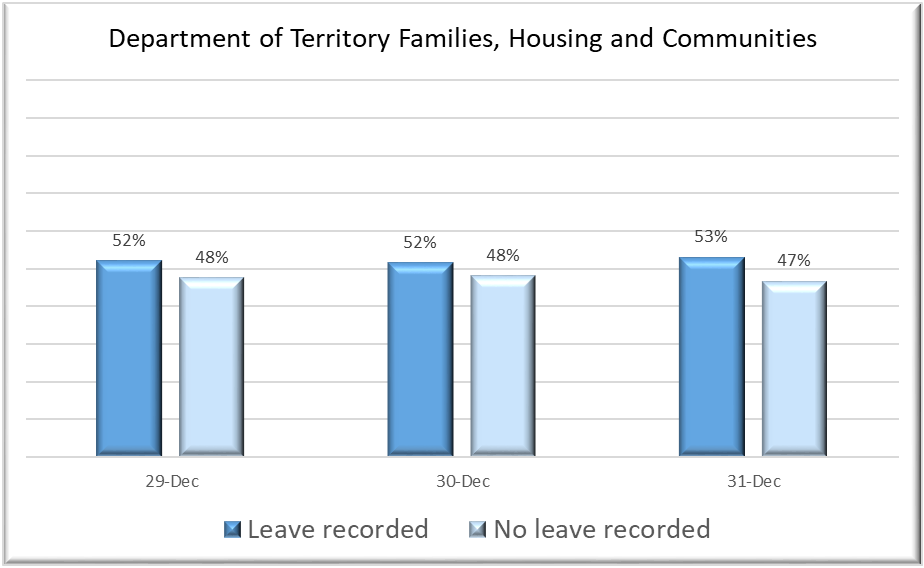 Department of Territory Families, Housing and Communities
52%
48%
52%
48%
53%
47%
29-Dec
30-Dec
31-Dec
Leave recorded
No leave recorded